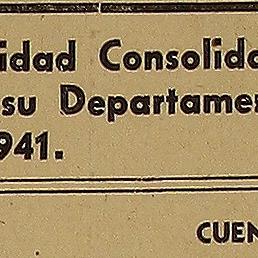 idad Consolida
su Departame
941.
CUEN